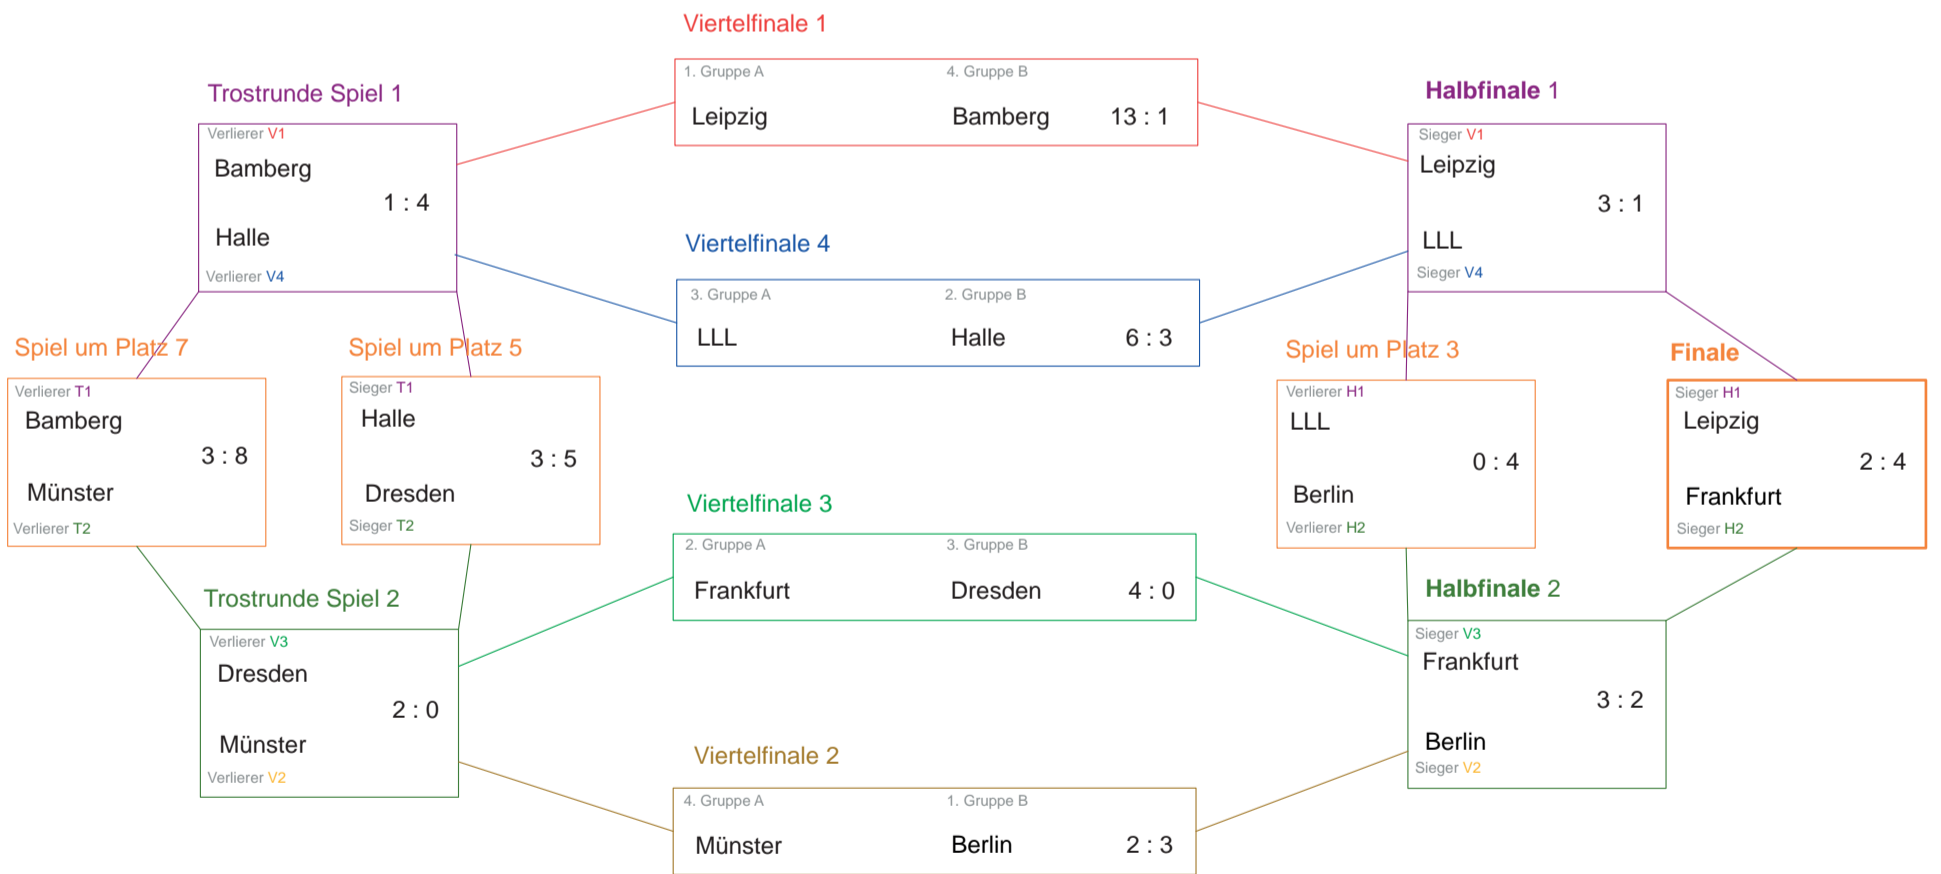 Viertelfinale 1
1. Gruppe A 4. Gruppe B
Leipzig Bamberg 13 : 1
Trostrunde Spiel 1
Verlierer V1
Bamberg
1 : 4
Halle
Verlierer V4
Halbfinale 1
Sieger V1
Leipzig
3 : 1
LLL
Sieger V4
Viertelfinale 4
3. Gruppe A 2. Gruppe B
LLL Halle 6 : 3
Spiel um Platz 7
Verlierer T1
Bamberg
3 : 8
Münster
Verlierer T2
Spiel um Platz 5
Sieger T1
Halle
3 : 5
Dresden
Sieger T2
Spiel um Platz 3
Verlierer H1
LLL
0 : 4
Berlin
Verlierer H2
Finale
Sieger H1
Leipzig
2 : 4
Frankfurt
Sieger H2
Viertelfinale 3
2. Gruppe A 3. Gruppe B
Frankfurt Dresden 4 : 0
Trostrunde Spiel 2
Verlierer V3
Dresden
2 : 0
Münster
Verlierer V2
Halbfinale 2
Sieger V3
Frankfurt
3 : 2
Berlin
Sieger V2
Viertelfinale 2
4. Gruppe A 1. Gruppe B
Münster Berlin 2 : 3